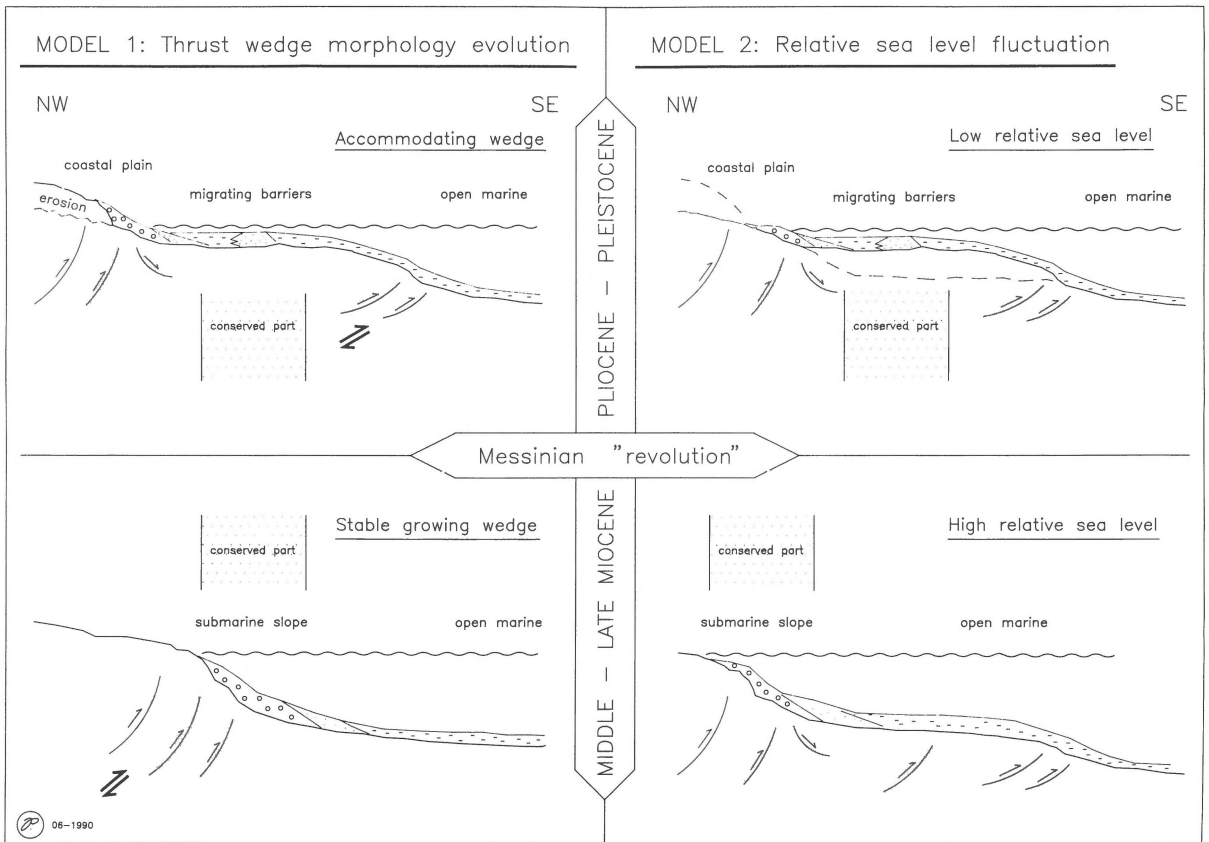 MODEL 1: Thrust wedge morphology evolution
NW SE
Accommodating wedge
coastal plain
migrating barriers open marine
erosion
conserved part
MODEL 2: Relative sea level fluctuation
NW SE
Low relative sea level
coastal plain
migrating barriers open marine
conserved part
PLIOCENE – PLEISTOCENE
Messinian "revolution"
MIDDLE – LATE MIOCENE
Stable growing wedge
conserved part
submarine slope open marine
High relative sea level
conserved part
submarine slope open marine
06–1990